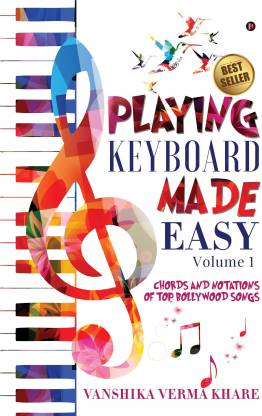 BEST
SELLER
PLAYING
KEYBOARD
MADE
EASY
Volume 1
CHORDS AND NOTATIONS
OF TOP BOLLYWOOD SONGS
VANSHIKA VERMA KHARE